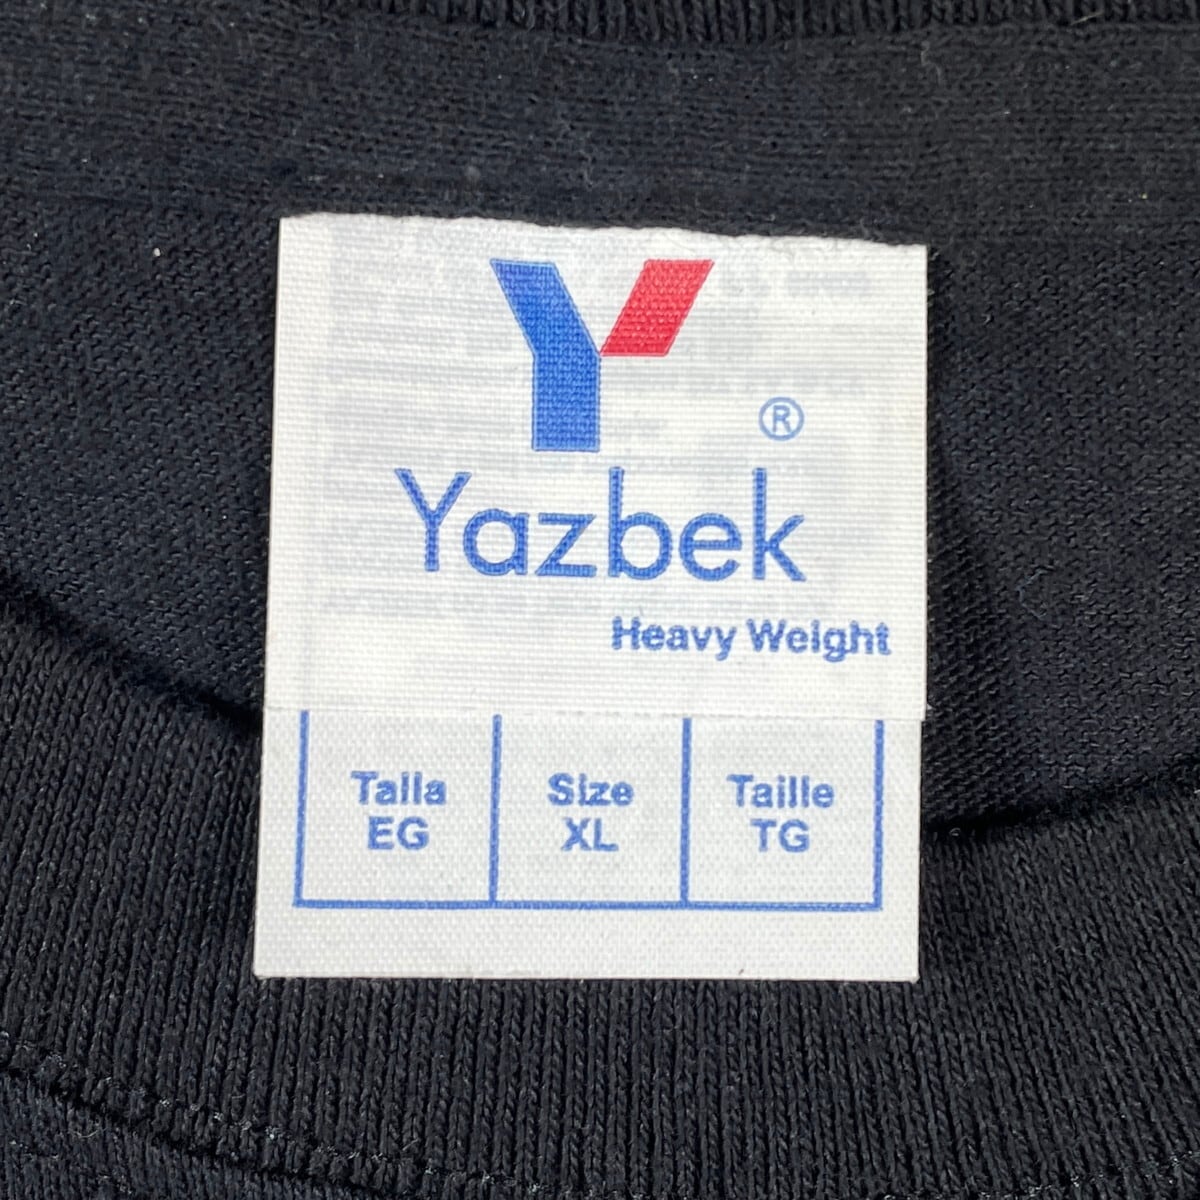 Y
®
Yazbek
Heavy Weight
Talla Size Taille
EG XL TG